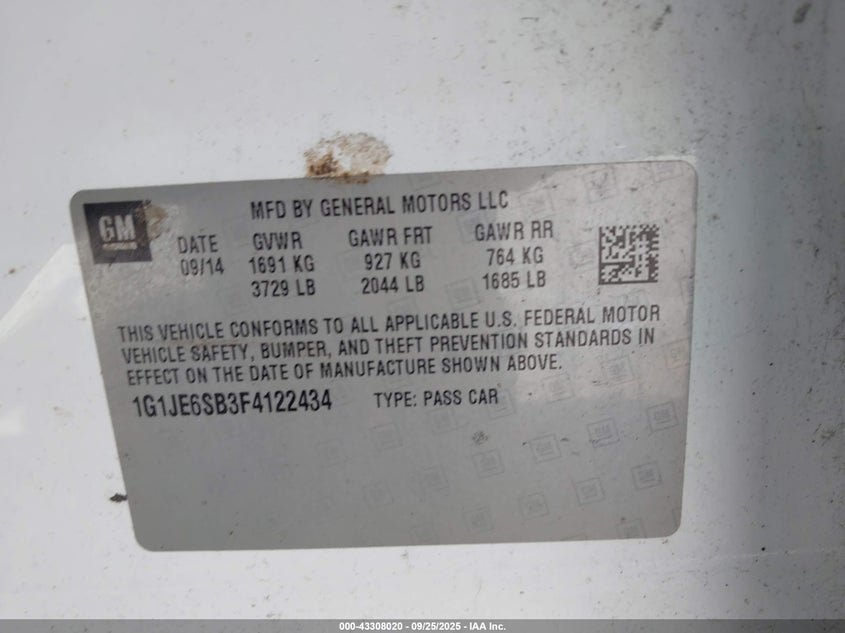 GM
MFD BY GENERAL MOTORS LLC
DATE GVWR GAWR FRT GAWR RR
09/14 1691 KG 927 KG 764 KG
3729 LB 2044 LB 1685 LB
THIS VEHICLE CONFORMS TO ALL APPLICABLE U.S. FEDERAL MOTOR
VEHICLE SAFETY, BUMPER, AND THEFT PREVENTION STANDARDS IN
EFFECT ON THE DATE OF MANUFACTURE SHOWN ABOVE.
1G1JE6SB3F4122434 TYPE: PASS CAR
000-43308020 - 09/25/2025 - IAA Inc.